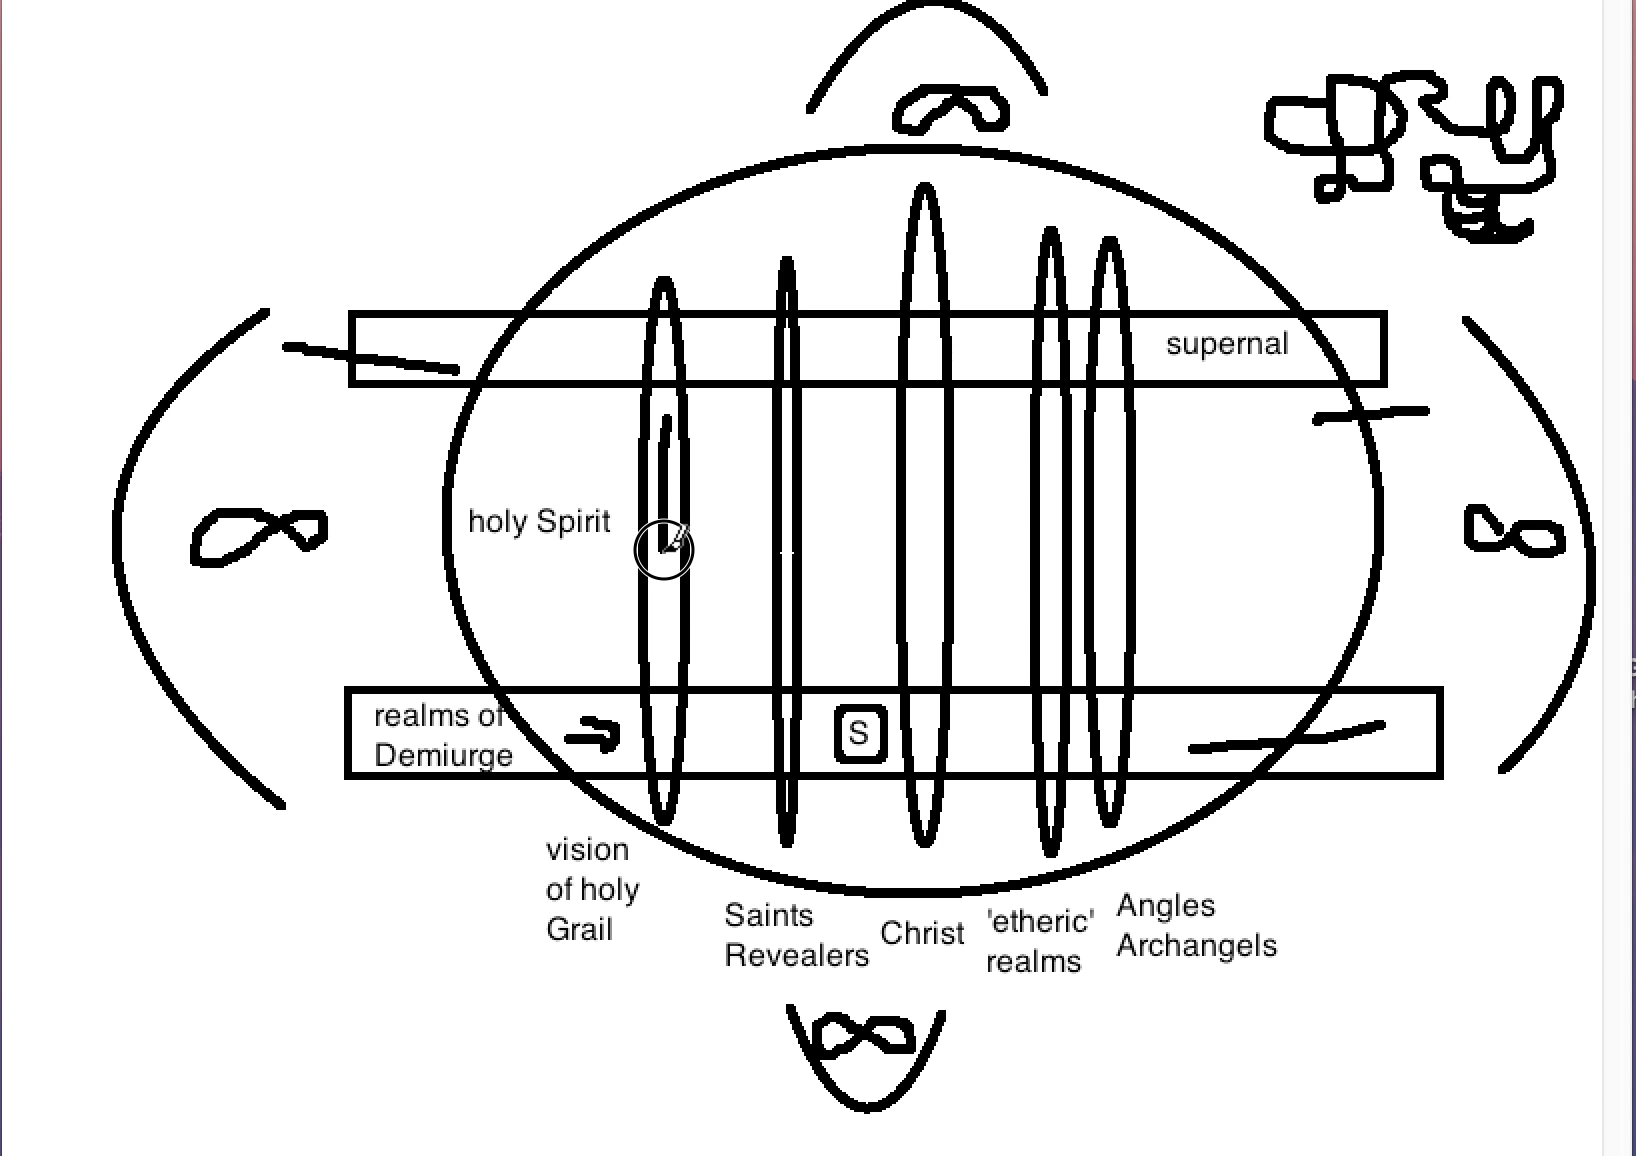 supernal
holy Spirit
realms of
Demiurge
S
vision
of holy
Grail
Saints
Revealers
Christ
'etheric'
realms
Angles
Archangels
∞
∞
∞
∞